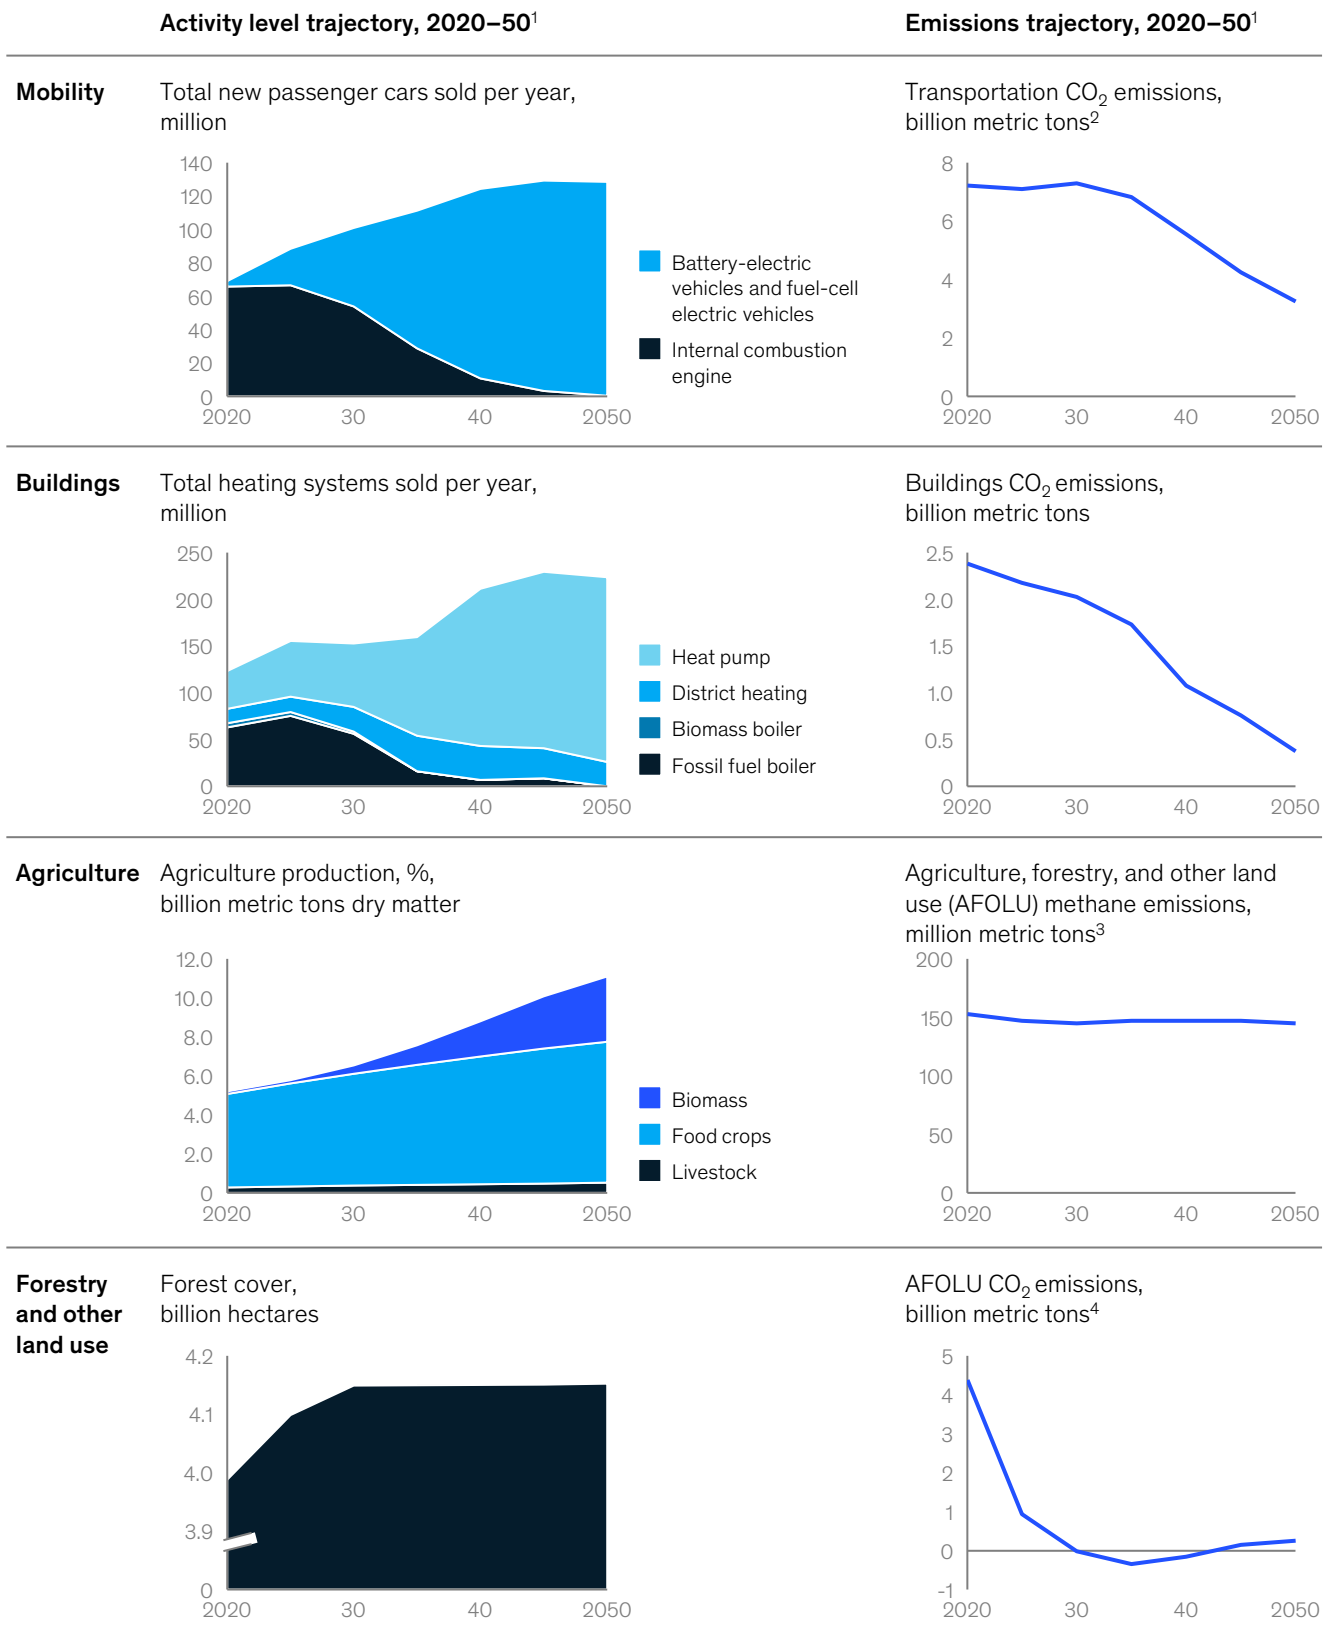 Activity level trajectory, 2020–50¹
Emissions trajectory, 2020–50¹
Mobility
Total new passenger cars sold per year,
million
140
120
100
80
60
40
20
0
2020 30 40 2050
Battery-electric
vehicles and fuel-cell
electric vehicles
Internal combustion
engine
Transportation CO₂ emissions,
billion metric tons²
8
6
4
2
0
2020 30 40 2050
Buildings
Total heating systems sold per year,
million
250
200
150
100
50
0
2020 30 40 2050
Heat pump
District heating
Biomass boiler
Fossil fuel boiler
Buildings CO₂ emissions,
billion metric tons
2.5
2.0
1.5
1.0
0.5
0
2020 30 40 2050
Agriculture
Agriculture production, %,
billion metric tons dry matter
12.0
10.0
8.0
6.0
4.0
2.0
0
2020 30 40 2050
Biomass
Food crops
Livestock
Agriculture, forestry, and other land
use (AFOLU) methane emissions,
million metric tons³
200
150
100
50
0
2020 30 40 2050
Forestry
and other
land use
Forest cover,
billion hectares
4.2
4.1
4.0
3.9
0
2020 30 40 2050
AFOLU CO₂ emissions,
billion metric tons⁴
5
4
3
2
1
0
-1
2020 30 40 2050